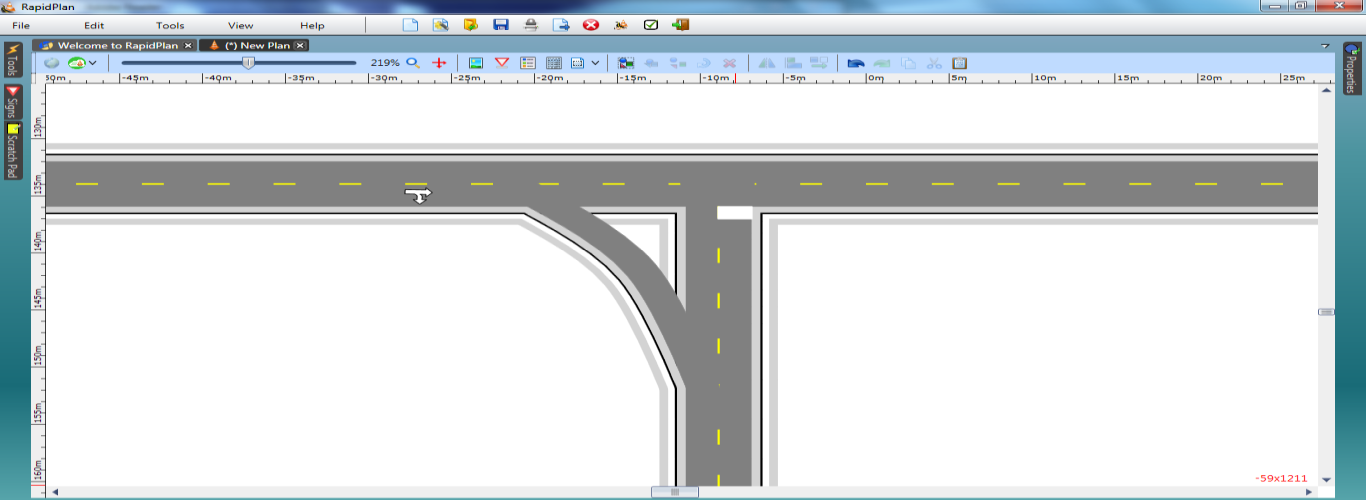 RapidPlan
File Edit Tools View Help
Welcome to RapidPlan (*) New Plan
219%
50m -45m -40m -35m -30m -25m -20m -15m -10m -5m 0m 5m 10m 15m 20m 25m
Tools
Signs
Scratch Pad
Properties
130m
135m
140m
145m
150m
155m
160m
-59x1211